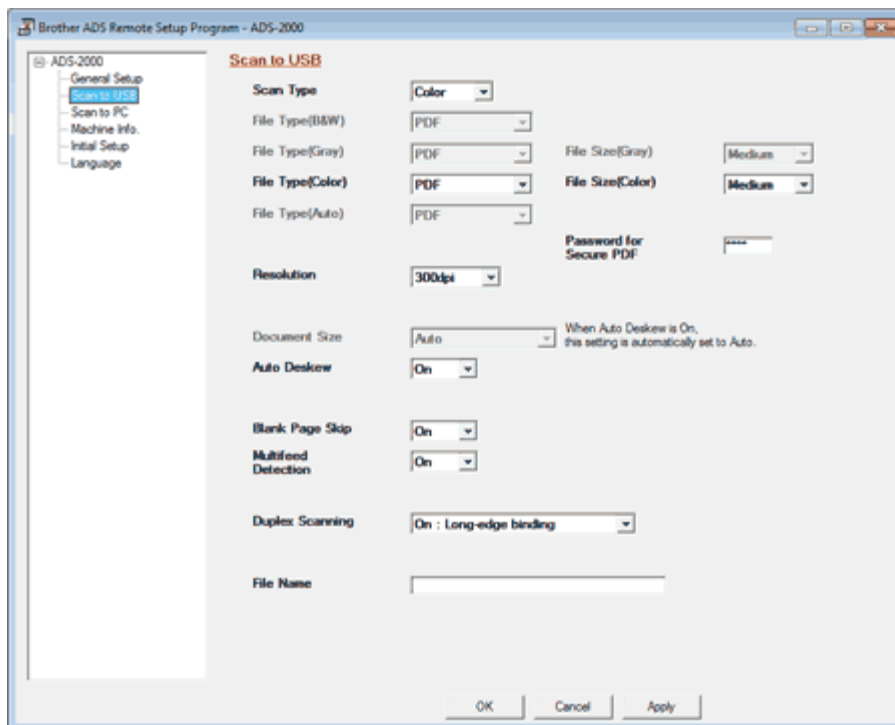 Brother ADS Remote Setup Program - ADS-2000
ADS-2000
General Setup
Scan to USB
Scan to PC
Machine Info.
Initial Setup
Language
Scan to USB
Scan Type Color
File Type(B&W) PDF
File Type(Gray) PDF File Size(Gray) Medium
File Type(Color) PDF File Size(Color) Medium
File Type(Auto) PDF
Password for
Secure PDF ****
Resolution 300dpi
Document Size Auto When Auto Deskew is On,
this setting is automatically set to Auto.
Auto Deskew On
Blank Page Skip On
Multifeed
Detection On
Duplex Scanning On : Long-edge binding
File Name
OK Cancel Apply